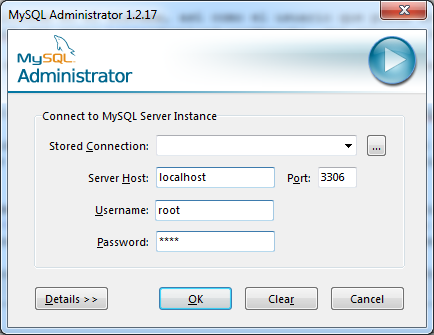 MySQL Administrator 1.2.17
MySQL
Administrator
Connect to MySQL Server Instance
Stored Connection:
...
Server Host: localhost Port: 3306
Username: root
Password: ****
Details >> OK Clear Cancel